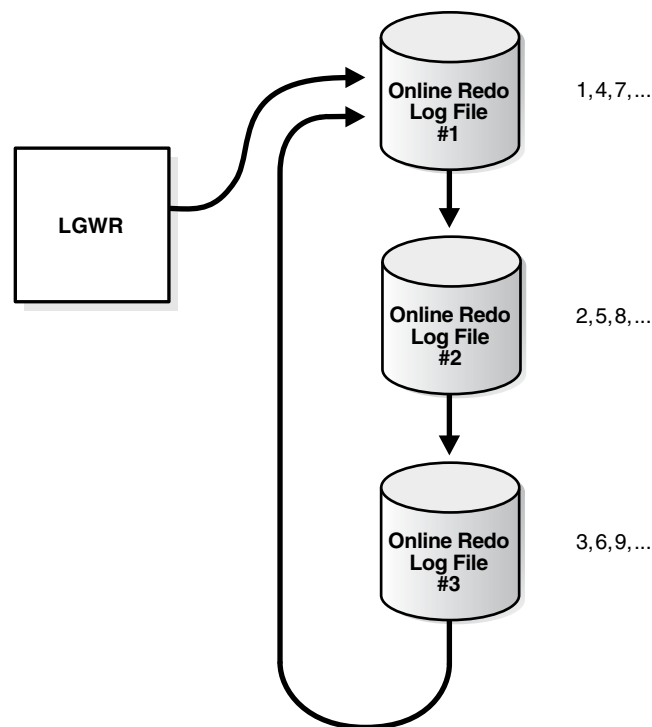 Online Redo
Log File
#1
1,4,7,...
LGWR
Online Redo
Log File
#2
2,5,8,...
Online Redo
Log File
#3
3,6,9,...